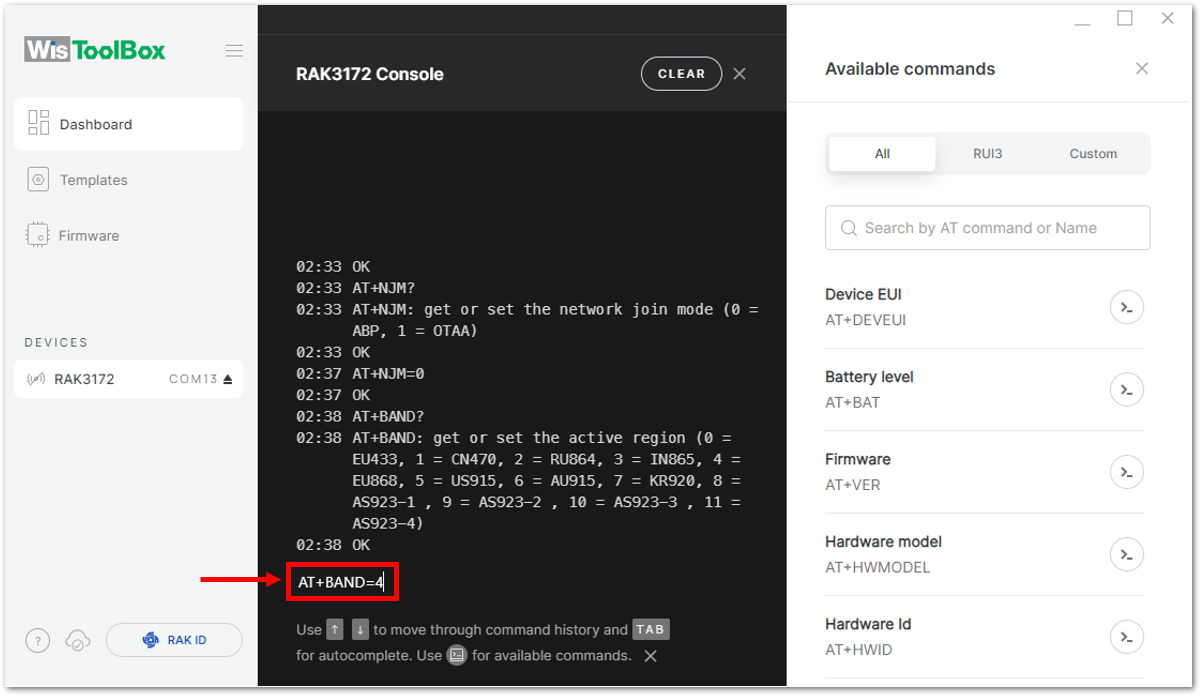 WisToolBox
Dashboard
Templates
Firmware
DEVICES
RAK3172 COM13
?
RAK ID
RAK3172 Console
CLEAR
02:33 OK
02:33 AT+NJM?
02:33 AT+NJM: get or set the network join mode (0 =
ABP, 1 = OTAA)
02:33 OK
02:37 AT+NJM=0
02:37 OK
02:38 AT+BAND?
02:38 AT+BAND: get or set the active region (0 =
EU433, 1 = CN470, 2 = RU864, 3 = IN865, 4 =
EU868, 5 = US915, 6 = AU915, 7 = KR920, 8 =
AS923-1 , 9 = AS923-2 , 10 = AS923-3 , 11 =
AS923-4)
02:38 OK
AT+BAND=4
Use ↑ ↓ to move through command history and TAB
for autocomplete. Use for available commands.
Available commands
All RUI3 Custom
Search by AT command or Name
Device EUI
AT+DEVEUI
Battery level
AT+BAT
Firmware
AT+VER
Hardware model
AT+HWMODEL
Hardware Id
AT+HWID